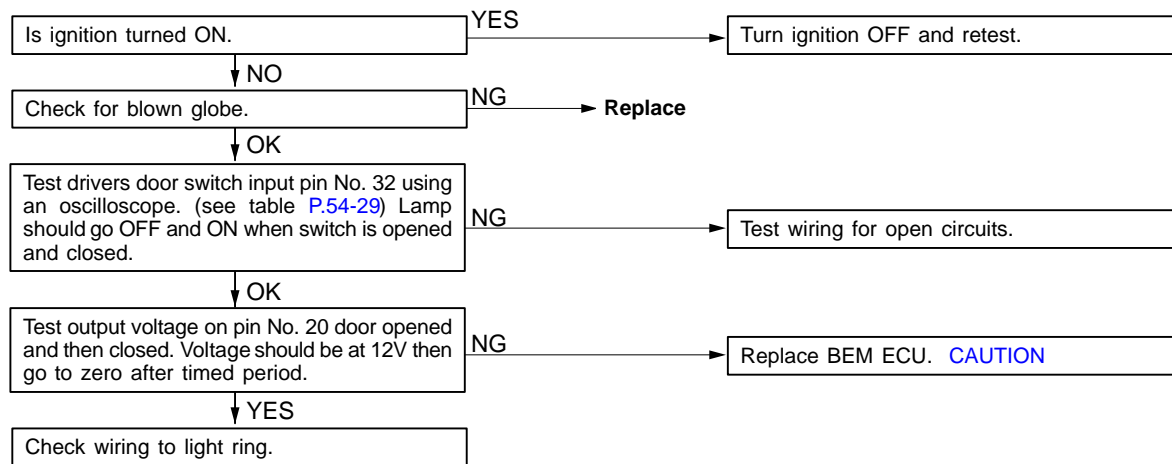 Is ignition turned ON.
YES
Turn ignition OFF and retest.
NO
Check for blown globe.
NG
Replace
OK
Test drivers door switch input pin No. 32 using
an oscilloscope. (see table P.54-29) Lamp
should go OFF and ON when switch is opened
and closed.
NG
Test wiring for open circuits.
OK
Test output voltage on pin No. 20 door opened
and then closed. Voltage should be at 12V then
go to zero after timed period.
NG
Replace BEM ECU. CAUTION
YES
Check wiring to light ring.